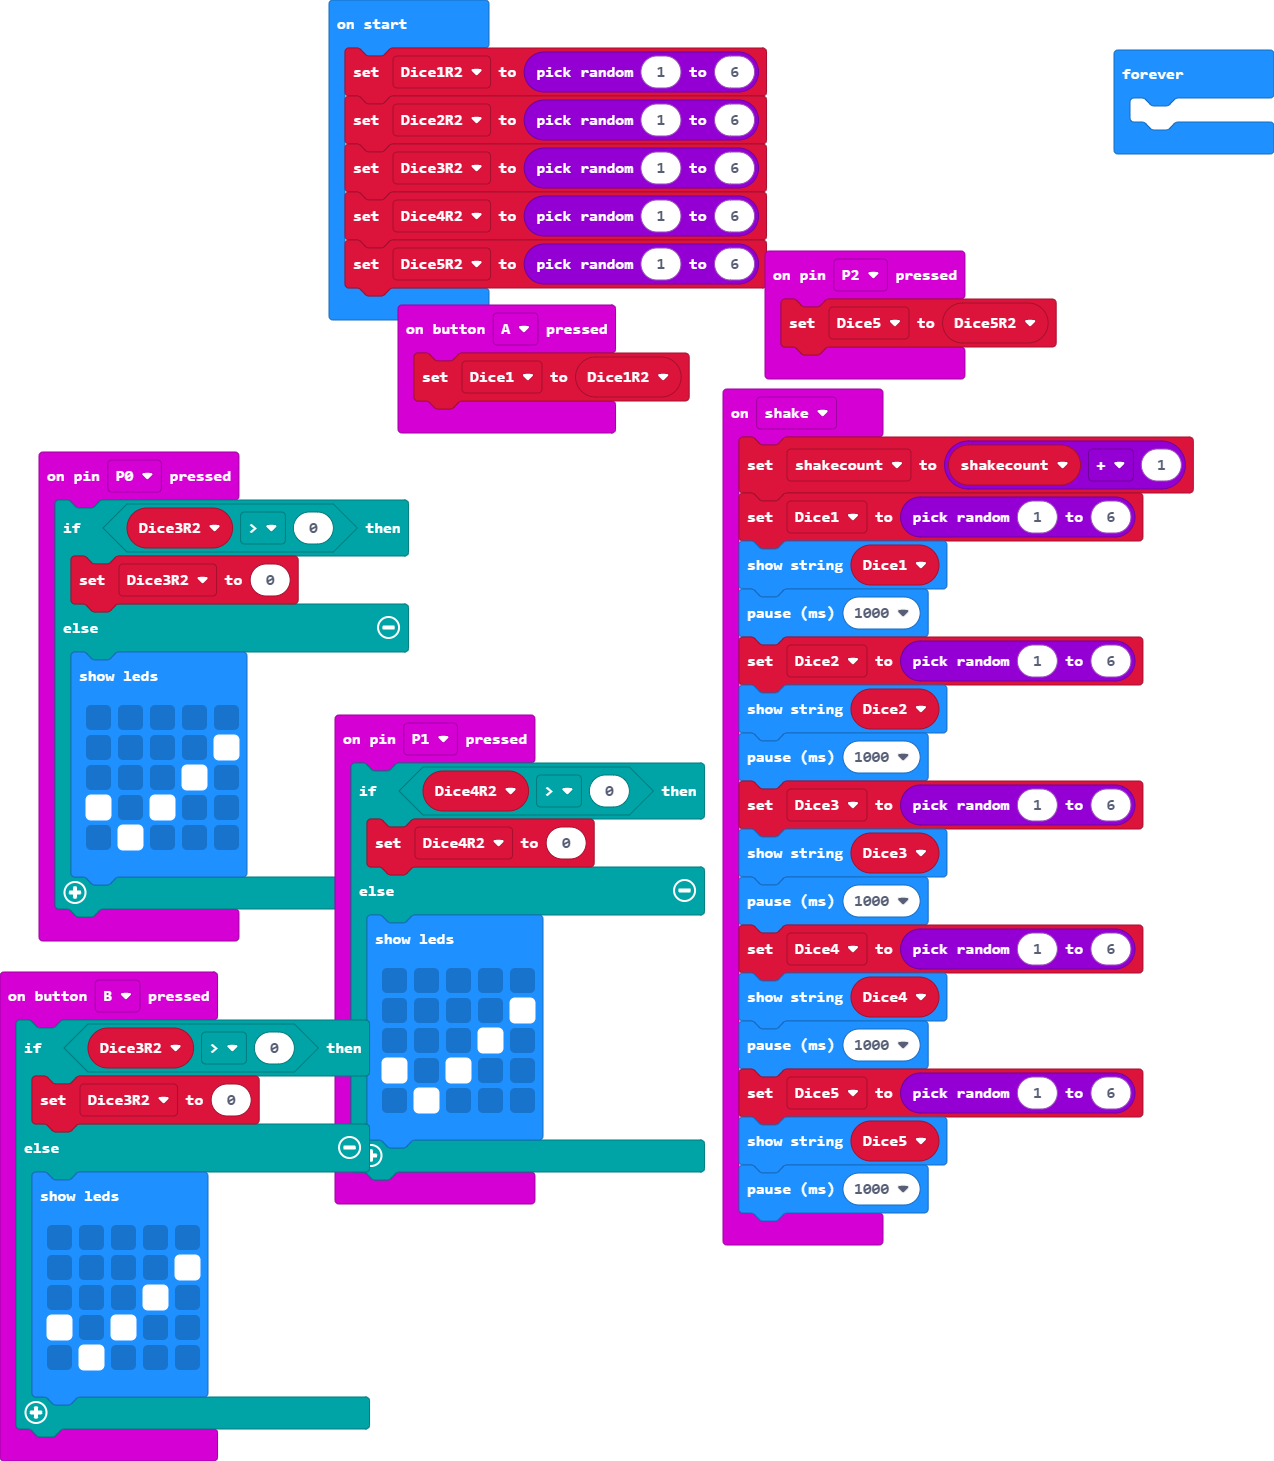 on start
set Dice1R2 to pick random 1 to 6
set Dice2R2 to pick random 1 to 6
set Dice3R2 to pick random 1 to 6
set Dice4R2 to pick random 1 to 6
set Dice5R2 to pick random 1 to 6
forever
on pin P2 pressed
set Dice5 to Dice5R2
on button A pressed
set Dice1 to Dice1R2
on shake
set shakecount to shakecount + 1
set Dice1 to pick random 1 to 6
show string Dice1
pause (ms) 1000
set Dice2 to pick random 1 to 6
show string Dice2
pause (ms) 1000
set Dice3 to pick random 1 to 6
show string Dice3
pause (ms) 1000
set Dice4 to pick random 1 to 6
show string Dice4
pause (ms) 1000
set Dice5 to pick random 1 to 6
show string Dice5
pause (ms) 1000
on pin P0 pressed
if Dice3R2 > 0 then
set Dice3R2 to 0
else
show leds
on pin P1 pressed
if Dice4R2 > 0 then
set Dice4R2 to 0
else
show leds
on button B pressed
if Dice3R2 > 0 then
set Dice3R2 to 0
else
show leds